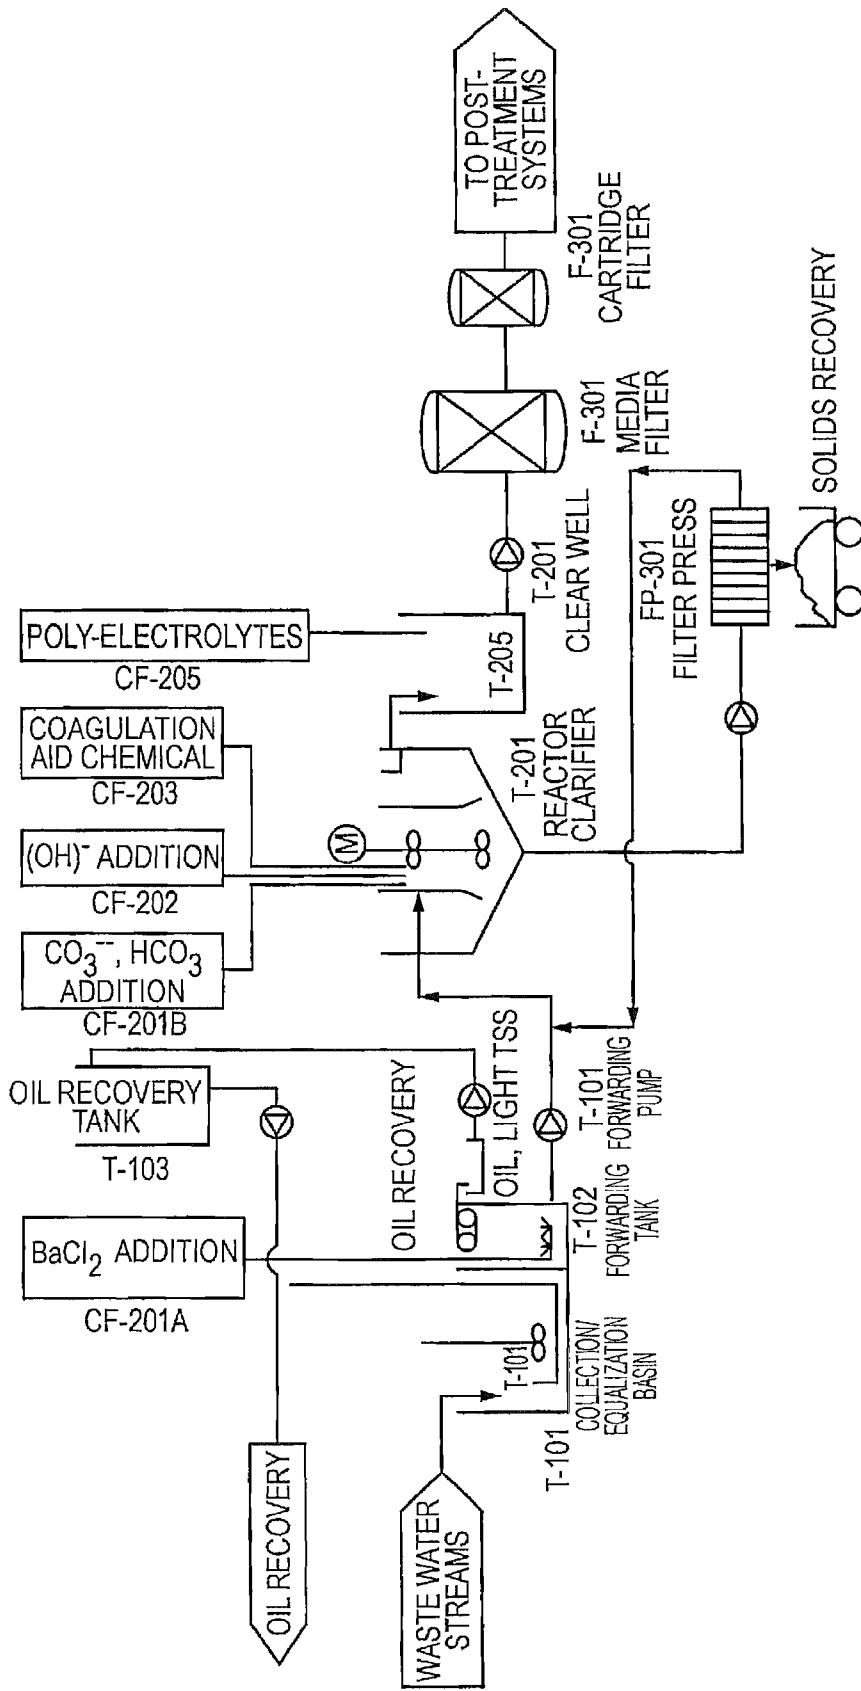 OIL RECOVERY
WASTE WATER
STREAMS
BaCl2 ADDITION
CF-201A
OIL RECOVERY
TANK
T-103
CO3--, HCO3
ADDITION
CF-201B
(OH)- ADDITION
CF-202
COAGULATION
AID CHEMICAL
CF-203
POLY-ELECTROLYTES
CF-205
T-101
T-101
COLLECTION/
EQUALIZATION
BASIN
OIL RECOVERY
OIL, LIGHT TSS
T-102
FORWARDING
TANK
T-101
FORWARDING
PUMP
M
T-201
REACTOR
CLARIFIER
T-205
T-201
CLEAR WELL
F-301
MEDIA
FILTER
F-301
CARTRIDGE
FILTER
TO POST-
TREATMENT
SYSTEMS
FP-301
FILTER PRESS
SOLIDS RECOVERY